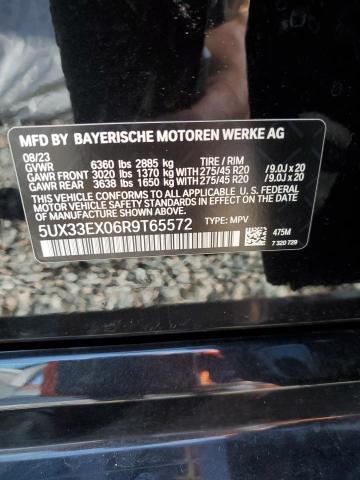 MFD BY BAYERISCHE MOTOREN WERKE AG
08/23 TIRE / RIM
GVWR 6360 lbs 2885 kg
GAWR FRONT 3020 lbs 1370 kg WITH 275/45 R20 /9.0J x 20
GAWR REAR 3638 lbs 1650 kg WITH 275/45 R20 /9.0J x 20
THIS VEHICLE CONFORMS TO ALL APPLICABLE U. S. FEDERAL
MOTOR VEHICLE SAFETY STANDARDS IN EFFECT ON THE
DATE OF MANUFACTURE SHOWN ABOVE.
5UX33EX06R9T65572 TYPE: MPV
475M
7 320 729